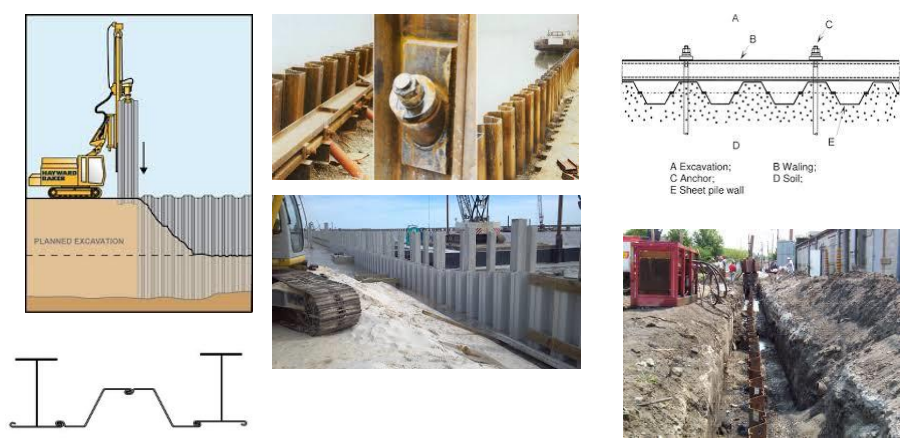 HAYWARD
BAKER
PLANNED EXCAVATION
A
B
C
D
E
A Excavation; B Waling;
C Anchor; D Soil;
E Sheet pile wall